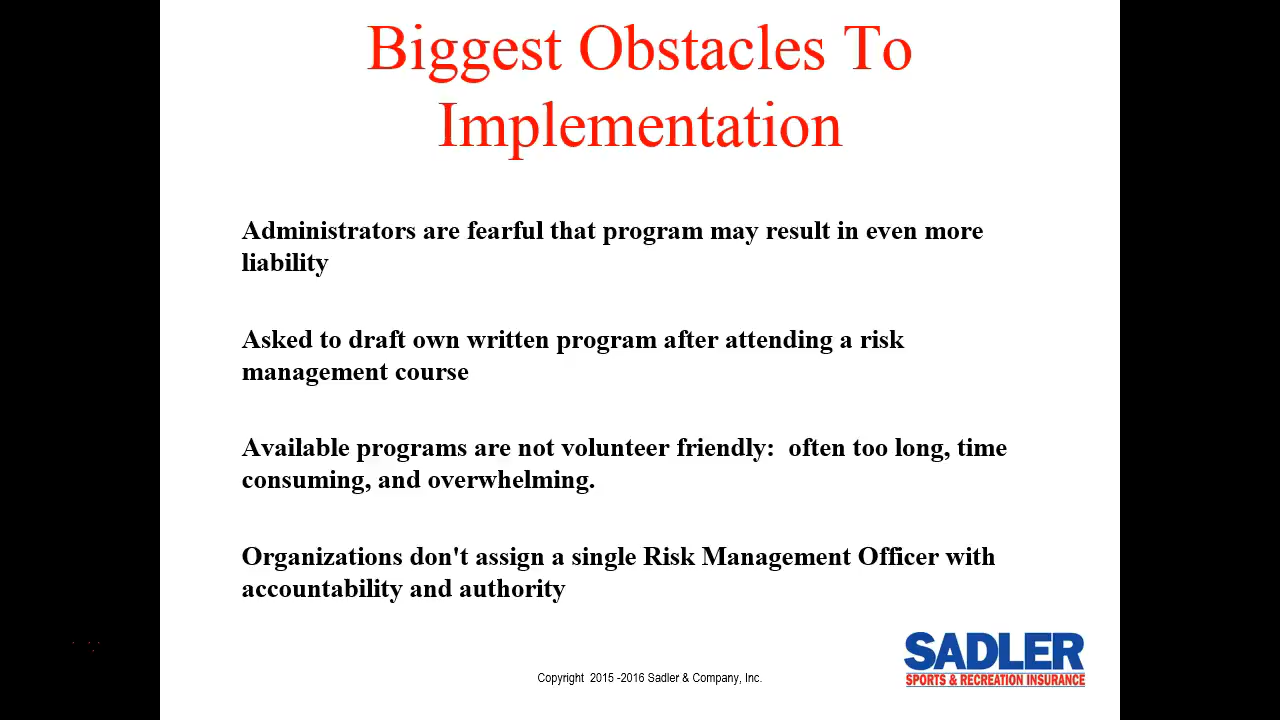 Biggest Obstacles To
Implementation
Administrators are fearful that program may result in even more
liability
Asked to draft own written program after attending a risk
management course
Available programs are not volunteer friendly:  often too long, time
consuming, and overwhelming.
Organizations don't assign a single Risk Management Officer with
accountability and authority
SADLER
SPORTS & RECREATION INSURANCE
Copyright  2015 -2016 Sadler & Company, Inc.